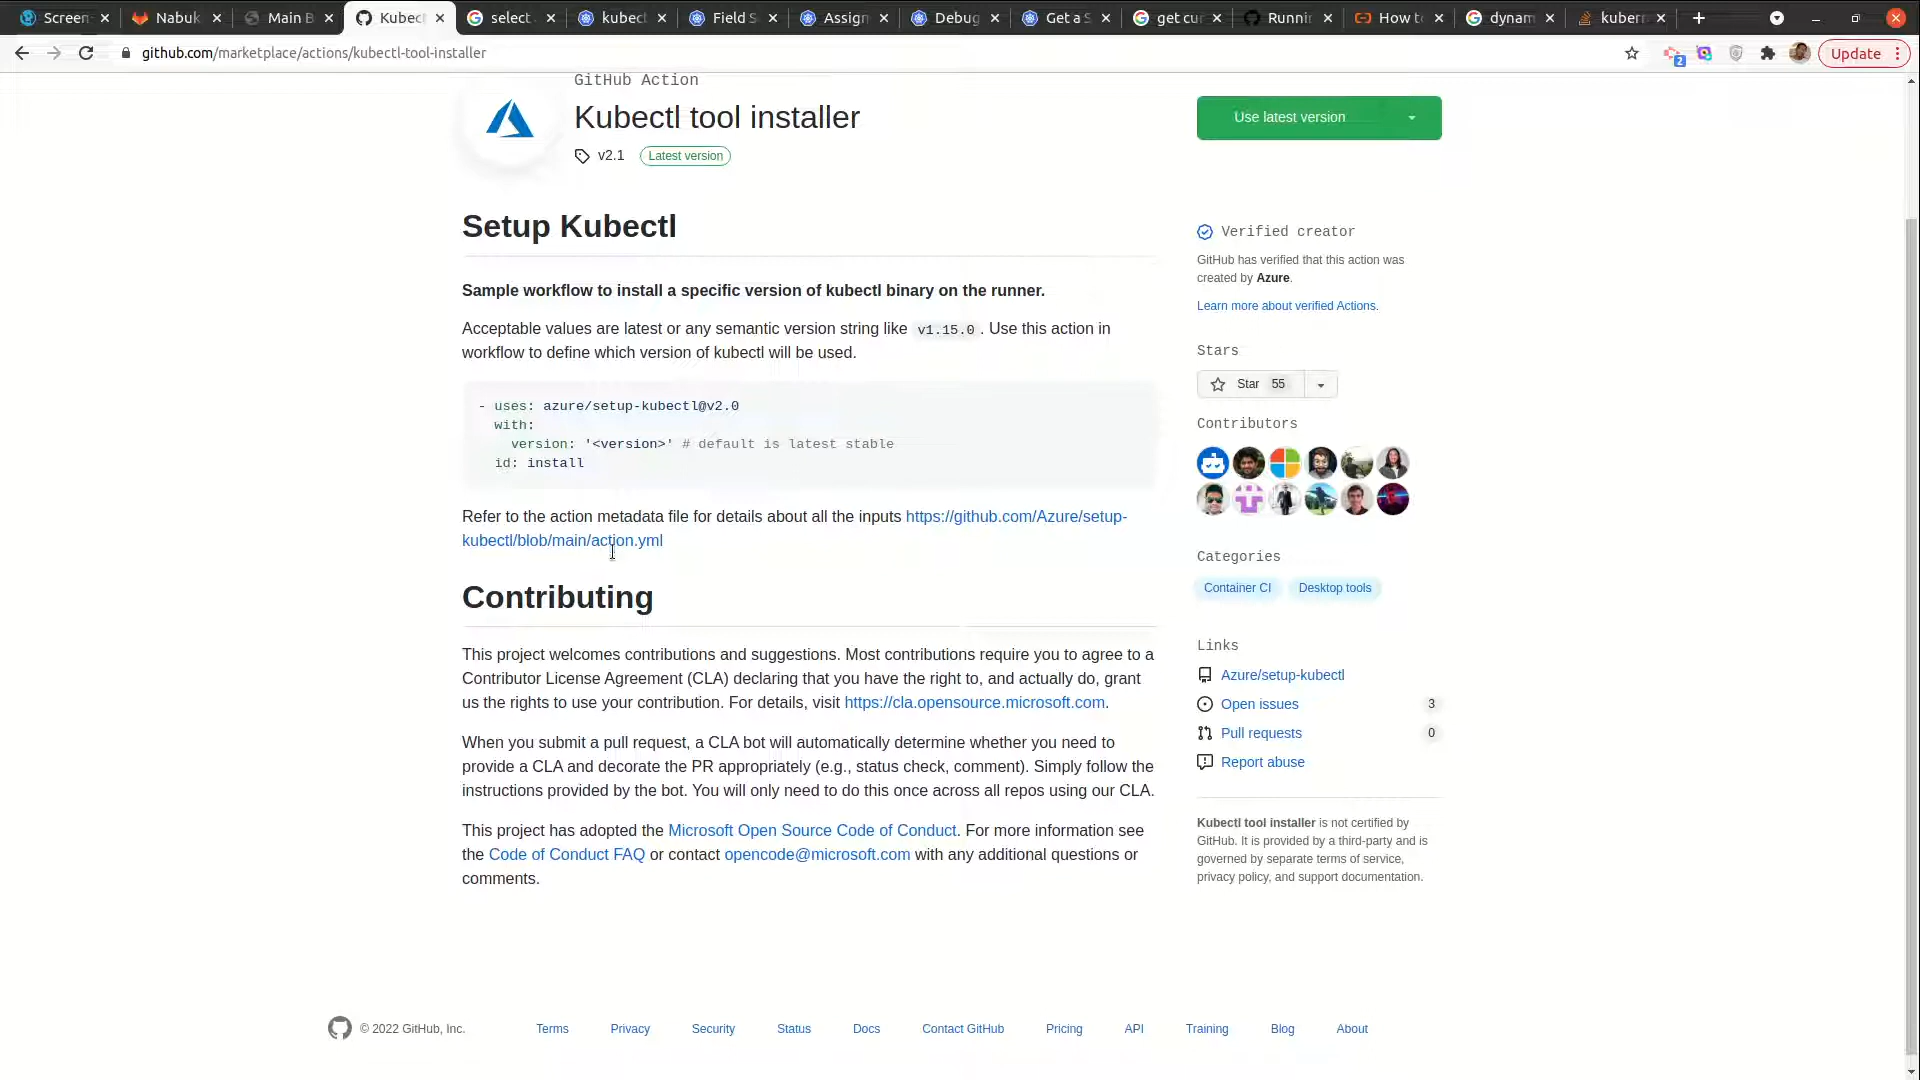 Screen
Nabuk
Main B
Kubect
select
kubect
Field S
Assign
Debug
Get a S
get cur
Runnin
How to
dynam
kubern
github.com/marketplace/actions/kubectl-tool-installer
2
Update
GitHub Action
Kubectl tool installer
v2.1 Latest version
Use latest version
Setup Kubectl
Sample workflow to install a specific version of kubectl binary on the runner.
Acceptable values are latest or any semantic version string like v1.15.0 . Use this action in
workflow to define which version of kubectl will be used.
- uses: azure/setup-kubectl@v2.0
with:
version: '<version>' # default is latest stable
id: install
Refer to the action metadata file for details about all the inputs https://github.com/Azure/setup-
kubectl/blob/main/action.yml
Contributing
This project welcomes contributions and suggestions. Most contributions require you to agree to a
Contributor License Agreement (CLA) declaring that you have the right to, and actually do, grant
us the rights to use your contribution. For details, visit https://cla.opensource.microsoft.com.
When you submit a pull request, a CLA bot will automatically determine whether you need to
provide a CLA and decorate the PR appropriately (e.g., status check, comment). Simply follow the
instructions provided by the bot. You will only need to do this once across all repos using our CLA.
This project has adopted the Microsoft Open Source Code of Conduct. For more information see
the Code of Conduct FAQ or contact opencode@microsoft.com with any additional questions or
comments.
Verified creator
GitHub has verified that this action was
created by Azure.
Learn more about verified Actions.
Stars
Star 55
Contributors
Categories
Container CI Desktop tools
Links
Azure/setup-kubectl
Open issues 3
Pull requests 0
Report abuse
Kubectl tool installer is not certified by
GitHub. It is provided by a third-party and is
governed by separate terms of service,
privacy policy, and support documentation.
© 2022 GitHub, Inc. Terms Privacy Security Status Docs Contact GitHub Pricing API Training Blog About